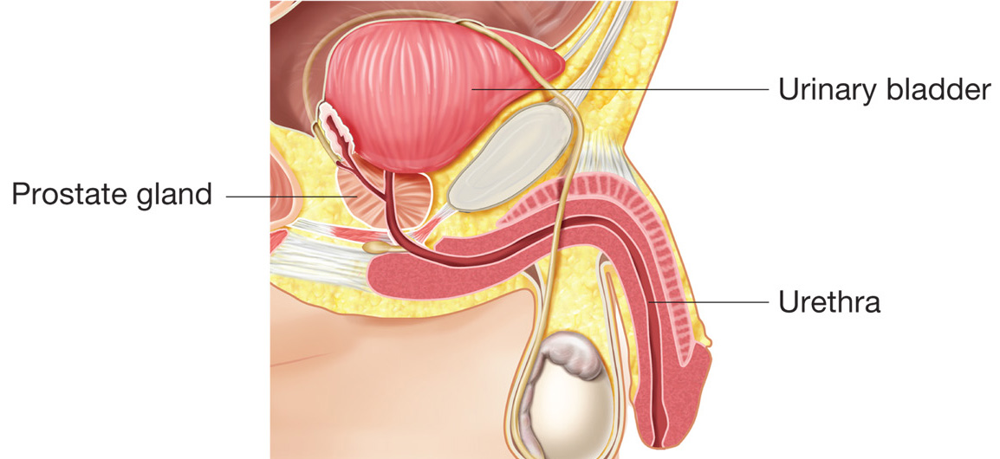 Urinary bladder
Prostate gland
Urethra